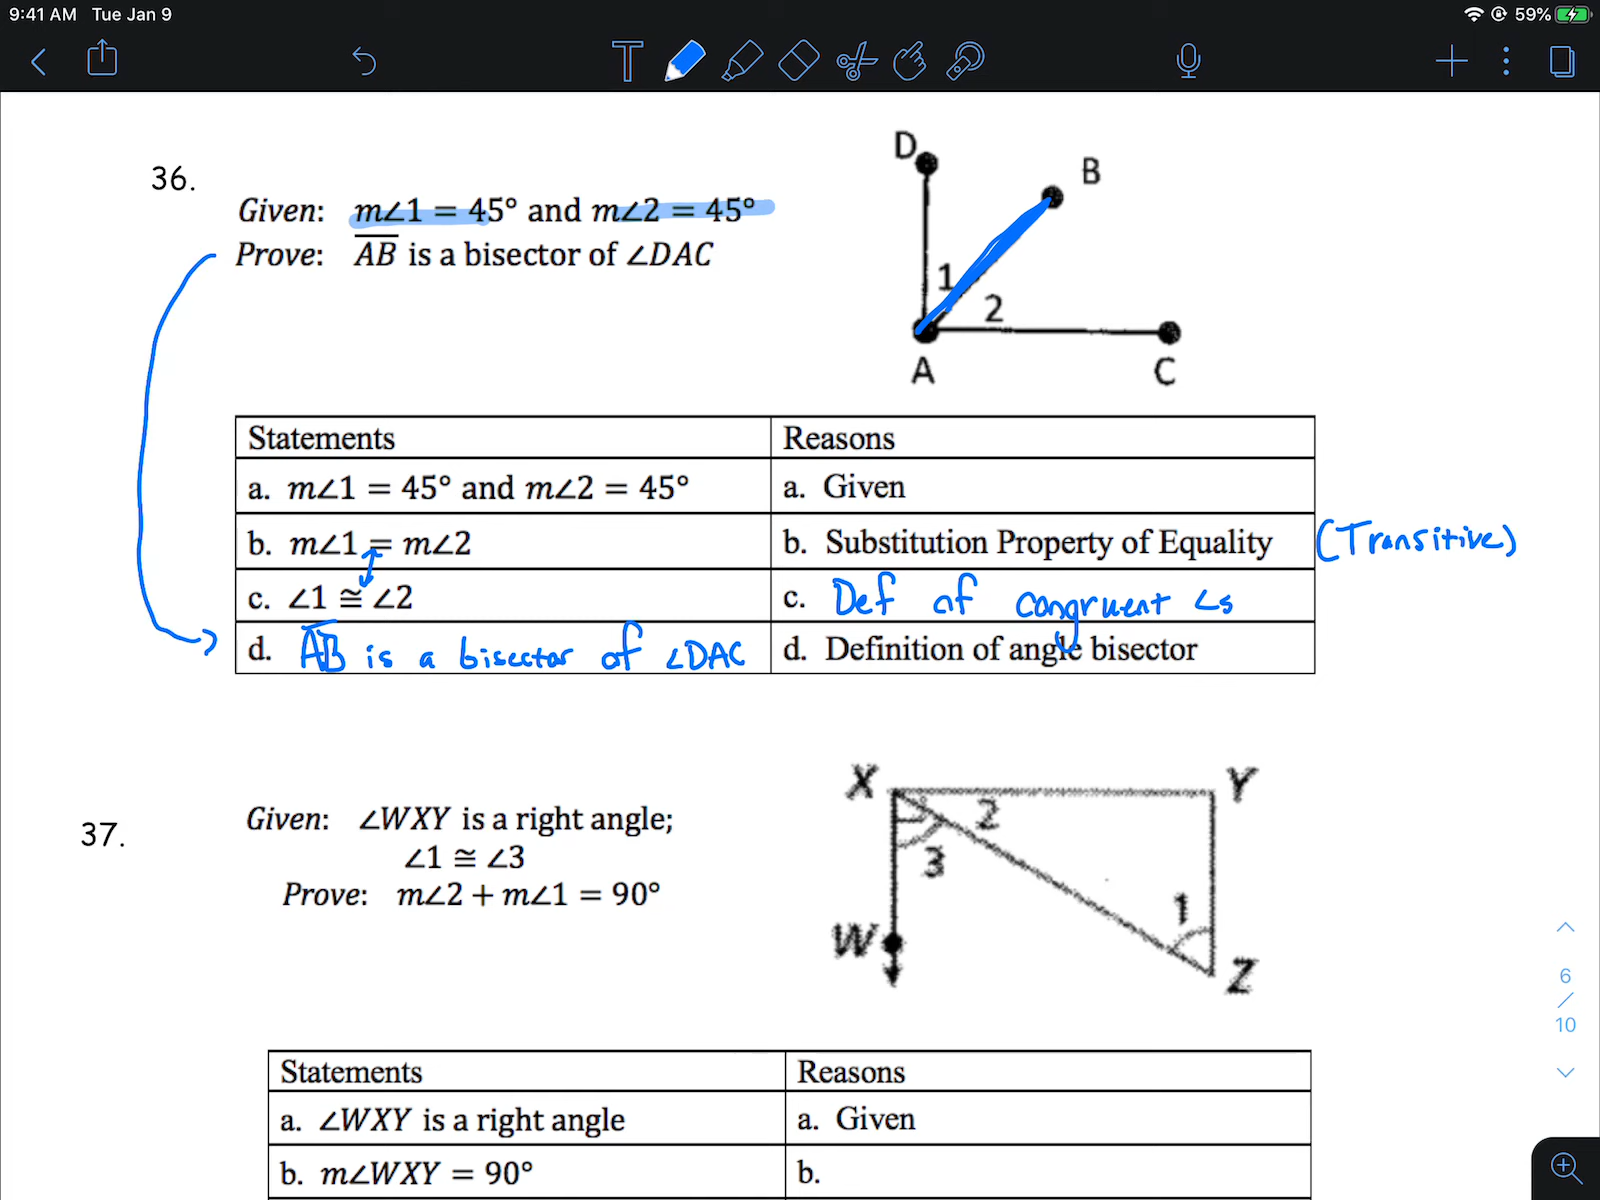 9:41 AM Tue Jan 9
59%
T
36.
Given: m∠1 = 45° and m∠2 = 45°
Prove: A̅B̅ is a bisector of ∠DAC
D
B
1
2
A
C
Statements Reasons
a. m∠1 = 45° and m∠2 = 45° a. Given
b. m∠1 = m∠2 b. Substitution Property of Equality (Transitive)
c. ∠1 ≅ ∠2 c. Def of congruent ∠s
d. A̅B̅ is a bisector of ∠DAC d. Definition of angle bisector
37.
Given: ∠WXY is a right angle;
∠1 ≅ ∠3
Prove: m∠2 + m∠1 = 90°
X
Y
2
3
1
W
Z
6
/
10
Statements Reasons
a. ∠WXY is a right angle a. Given
b. m∠WXY = 90° b.